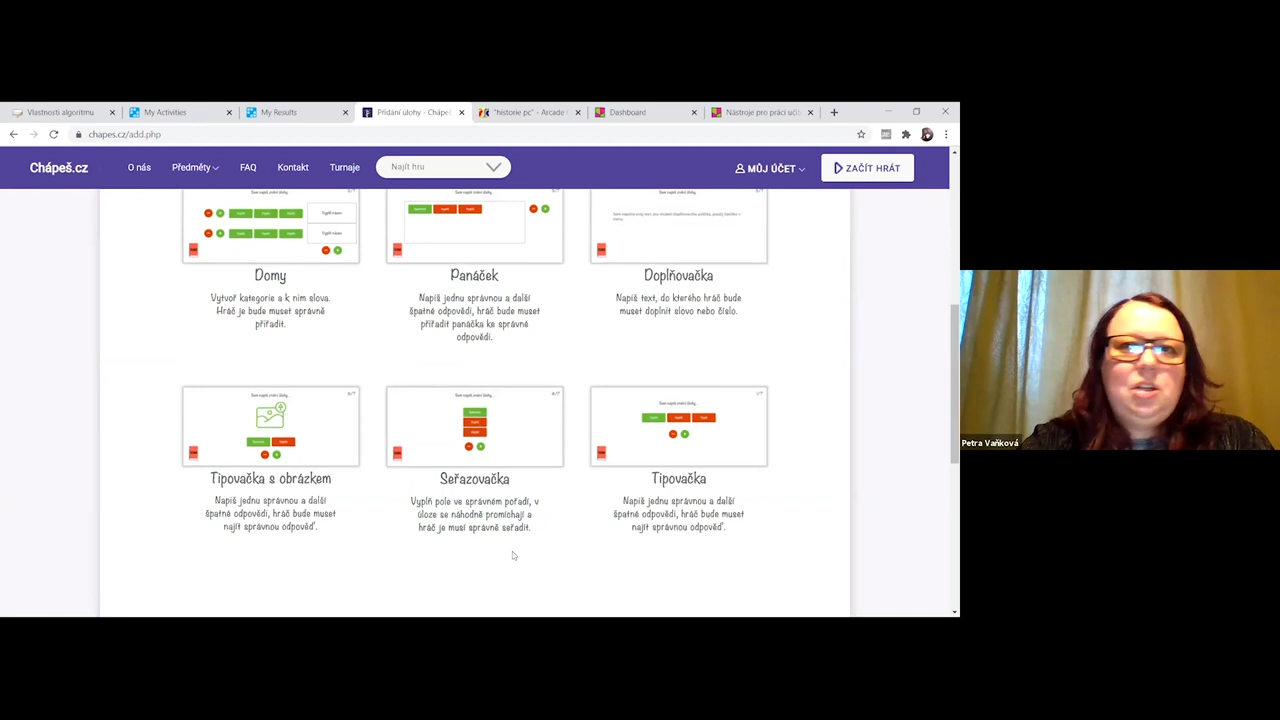 Vlastnosti algoritmu
My Activities
My Results
Přidání úlohy - Chápeš
"historie pc" - Arcade
Dashboard
Nástroje pro práci učit
chapes.cz/add.php
Chápeš.cz
O nás
Předměty
FAQ
Kontakt
Turnaje
Najít hru
MŮJ ÚČET
ZAČÍT HRÁT
Domy
Vytvoř kategorie a k nim slova.
Hráč je bude muset správně
přiřadit.
Panáček
Napiš jednu správnou a další
špatné odpovědi, hráč bude muset
přiřadit panáčka ke správné
odpovědi.
Doplňovačka
Napiš text, do kterého hráč bude
muset doplnit slovo nebo číslo.
Tipovačka s obrázkem
Napiš jednu správnou a další
špatné odpovědi, hráč bude muset
najít správnou odpověď.
Seřazovačka
Vyplň pole ve správném pořadí, v
úloze se náhodně promíchají a
hráč je musí správně seřadit.
Tipovačka
Napiš jednu správnou a další
špatné odpovědi, hráč bude muset
najít správnou odpověď.
Petra Vaňková